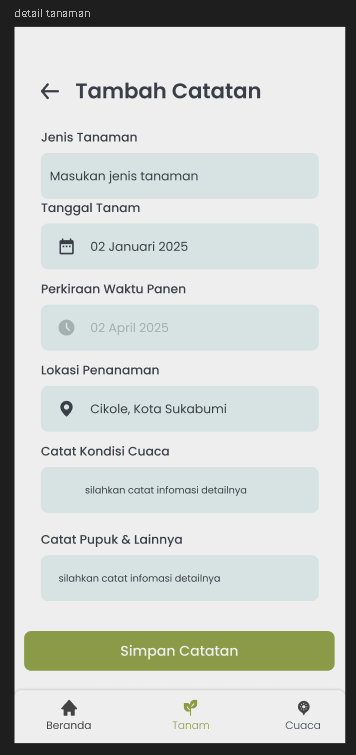 detail tanaman
Tambah Catatan
Jenis Tanaman
Masukan jenis tanaman
Tanggal Tanam
02 Januari 2025
Perkiraan Waktu Panen
02 April 2025
Lokasi Penanaman
Cikole, Kota Sukabumi
Catat Kondisi Cuaca
silahkan catat infomasi detailnya
Catat Pupuk & Lainnya
silahkan catat infomasi detailnya
Simpan Catatan
Beranda
Tanam
Cuaca